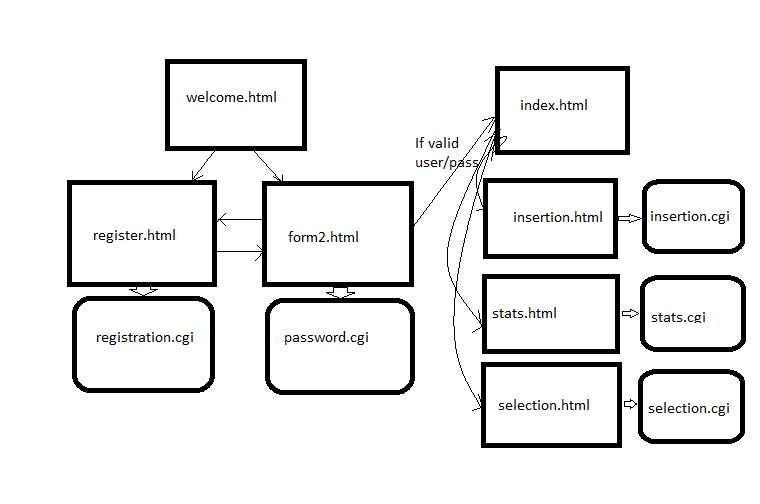 welcome.html
index.html
If valid
user/pass
register.html
form2.html
insertion.html
insertion.cgi
registration.cgi
password.cgi
stats.html
stats.cgi
selection.html
selection.cgi